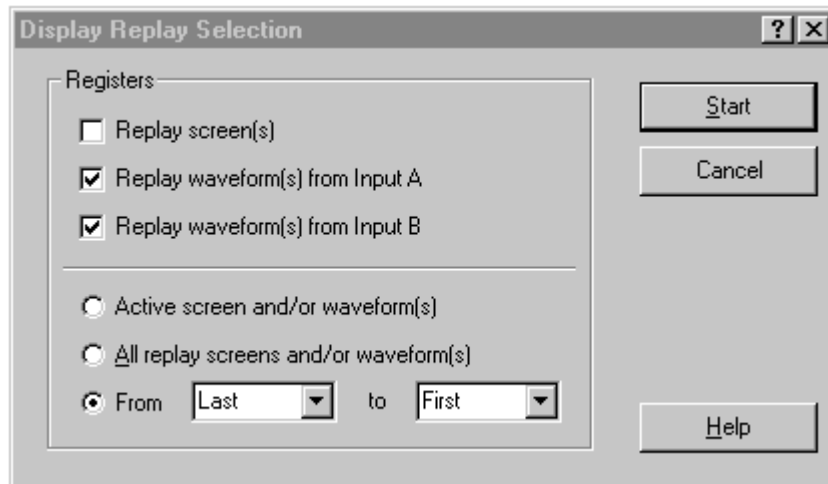 Display Replay Selection
Registers
Replay screen(s)
Replay waveform(s) from Input A
Replay waveform(s) from Input B
Active screen and/or waveform(s)
All replay screens and/or waveform(s)
From Last to First
Start
Cancel
Help